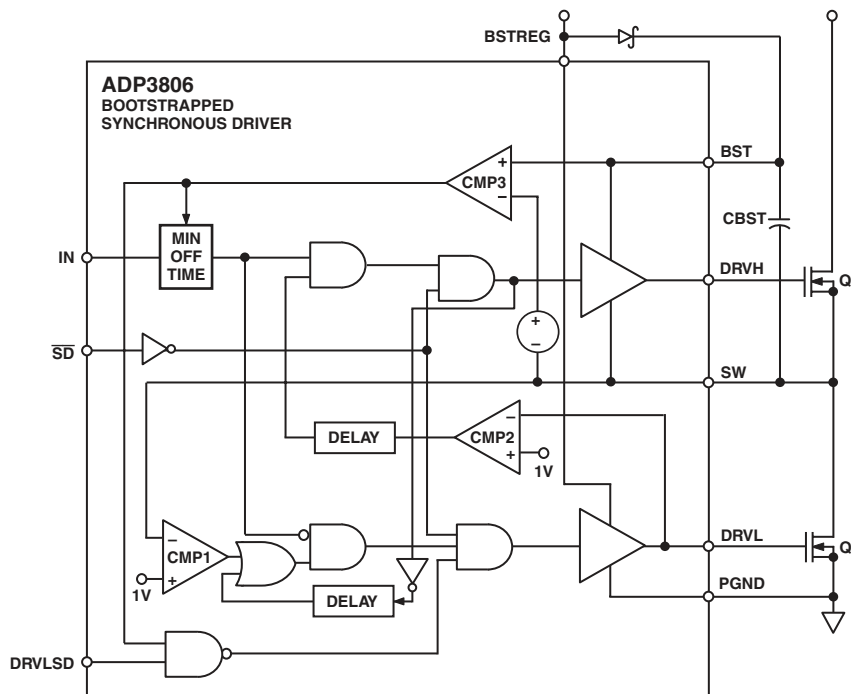 BSTREG
ADP3806
BOOTSTRAPPED
SYNCHRONOUS DRIVER
BST
+
CMP3
−
CBST
MIN
OFF
TIME
IN
DRVH
Q
+
−
SD
SW
DELAY
−
CMP2
+
1V
DRVL
Q
−
CMP1
+
1V
DELAY
PGND
DRVLSD